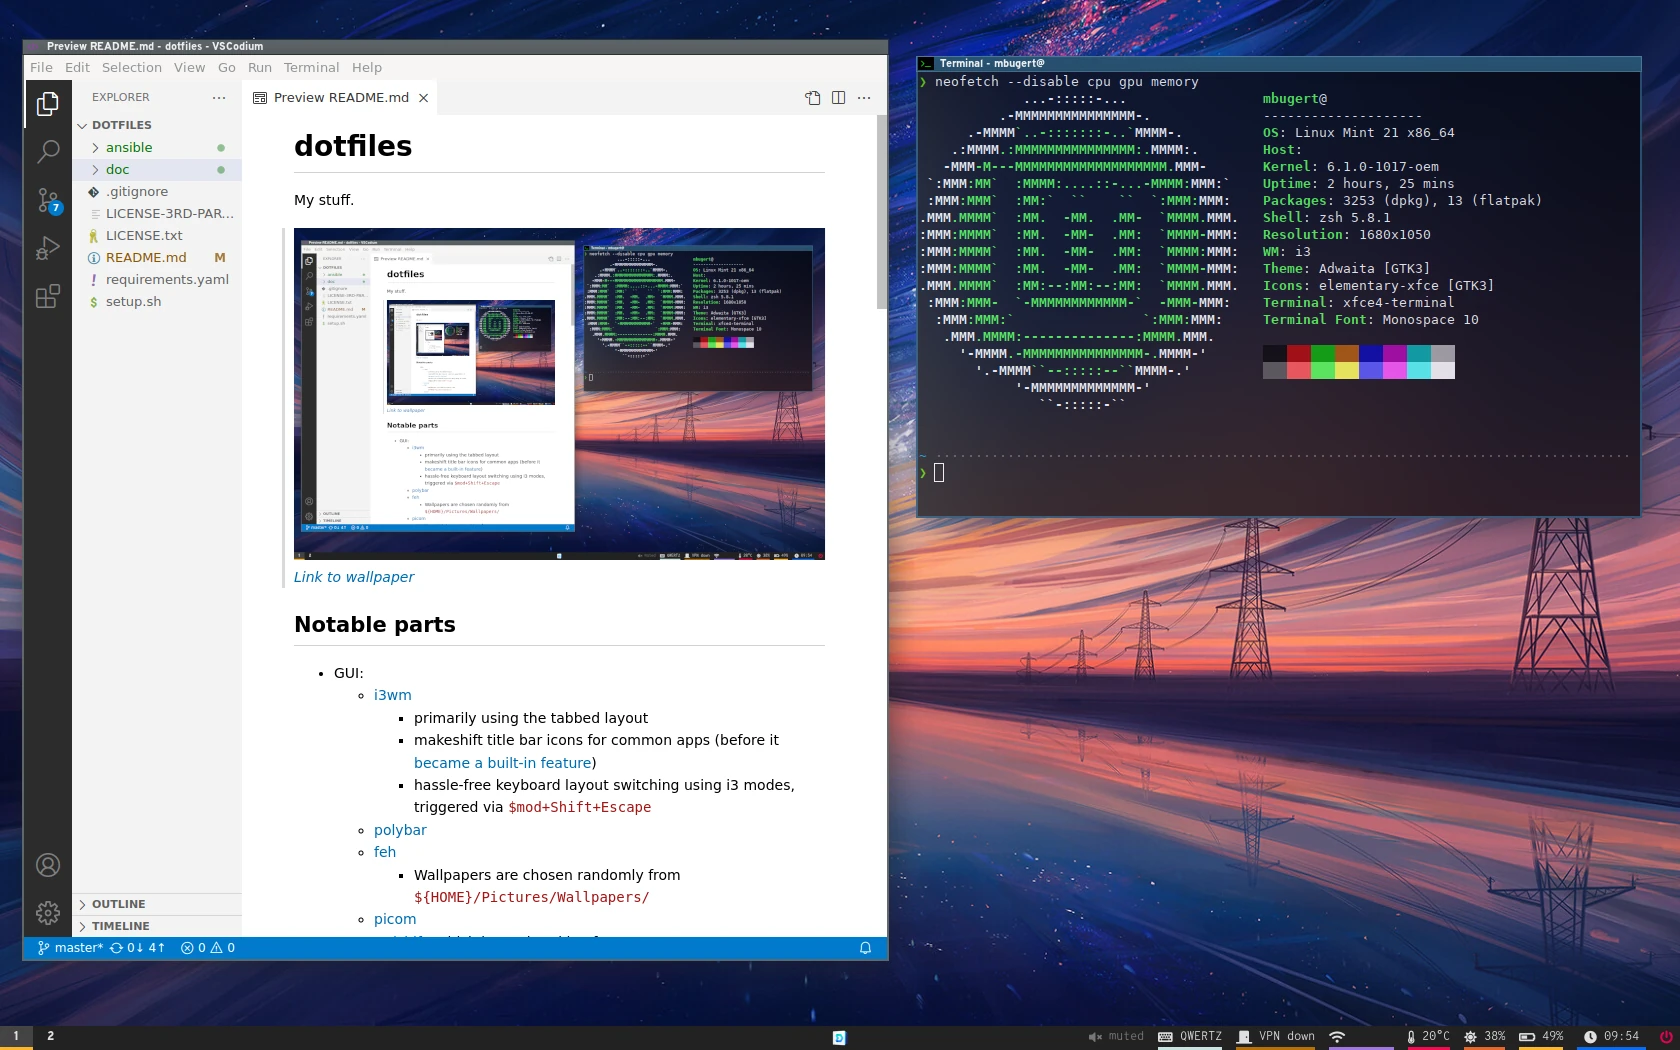 Preview README.md - dotfiles - VSCodium
File Edit Selection View Go Run Terminal Help
EXPLORER
DOTFILES
ansible
doc
.gitignore
LICENSE-3RD-PAR...
LICENSE.txt
README.md M
requirements.yaml
setup.sh
7
OUTLINE
TIMELINE
Preview README.md
dotfiles
My stuff.
Link to wallpaper
Notable parts
GUI:
i3wm
primarily using the tabbed layout
makeshift title bar icons for common apps (before it
became a built-in feature)
hassle-free keyboard layout switching using i3 modes,
triggered via $mod+Shift+Escape
polybar
feh
Wallpapers are chosen randomly from
${HOME}/Pictures/Wallpapers/
picom
master* 0↓ 4↑ 0 0
Terminal - mbugert@
❯ neofetch --disable cpu gpu memory
mbugert@
--------------------
OS: Linux Mint 21 x86_64
Host:
Kernel: 6.1.0-1017-oem
Uptime: 2 hours, 25 mins
Packages: 3253 (dpkg), 13 (flatpak)
Shell: zsh 5.8.1
Resolution: 1680x1050
WM: i3
Theme: Adwaita [GTK3]
Icons: elementary-xfce [GTK3]
Terminal: xfce4-terminal
Terminal Font: Monospace 10
~
❯
1 2 D muted QWERTZ VPN down 20°C 38% 49% 09:54